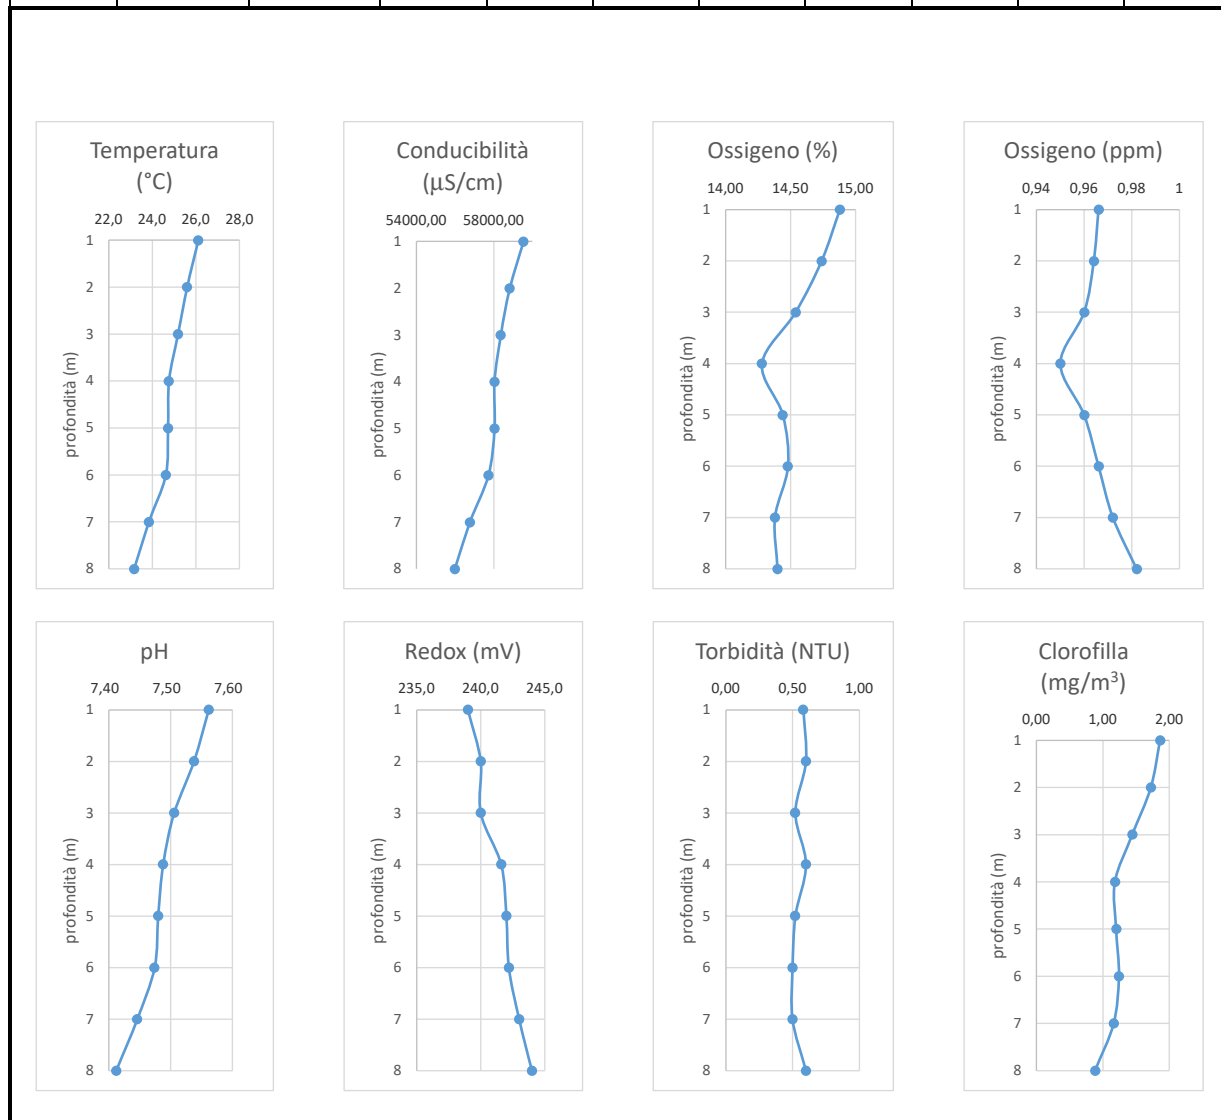 Temperatura
(°C)
22,0 24,0 26,0 28,0
1
2
3
4
5
6
7
8
profondità (m)
Conducibilità
(µS/cm)
54000,00 58000,00
1
2
3
4
5
6
7
8
profondità (m)
Ossigeno (%)
14,00 14,50 15,00
1
2
3
4
5
6
7
8
profondità (m)
Ossigeno (ppm)
0,94 0,96 0,98 1
1
2
3
4
5
6
7
8
profondità (m)
pH
7,40 7,50 7,60
1
2
3
4
5
6
7
8
profondità (m)
Redox (mV)
235,0 240,0 245,0
1
2
3
4
5
6
7
8
profondità (m)
Torbidità (NTU)
0,00 0,50 1,00
1
2
3
4
5
6
7
8
profondità (m)
Clorofilla
(mg/m³)
0,00 1,00 2,00
1
2
3
4
5
6
7
8
profondità (m)